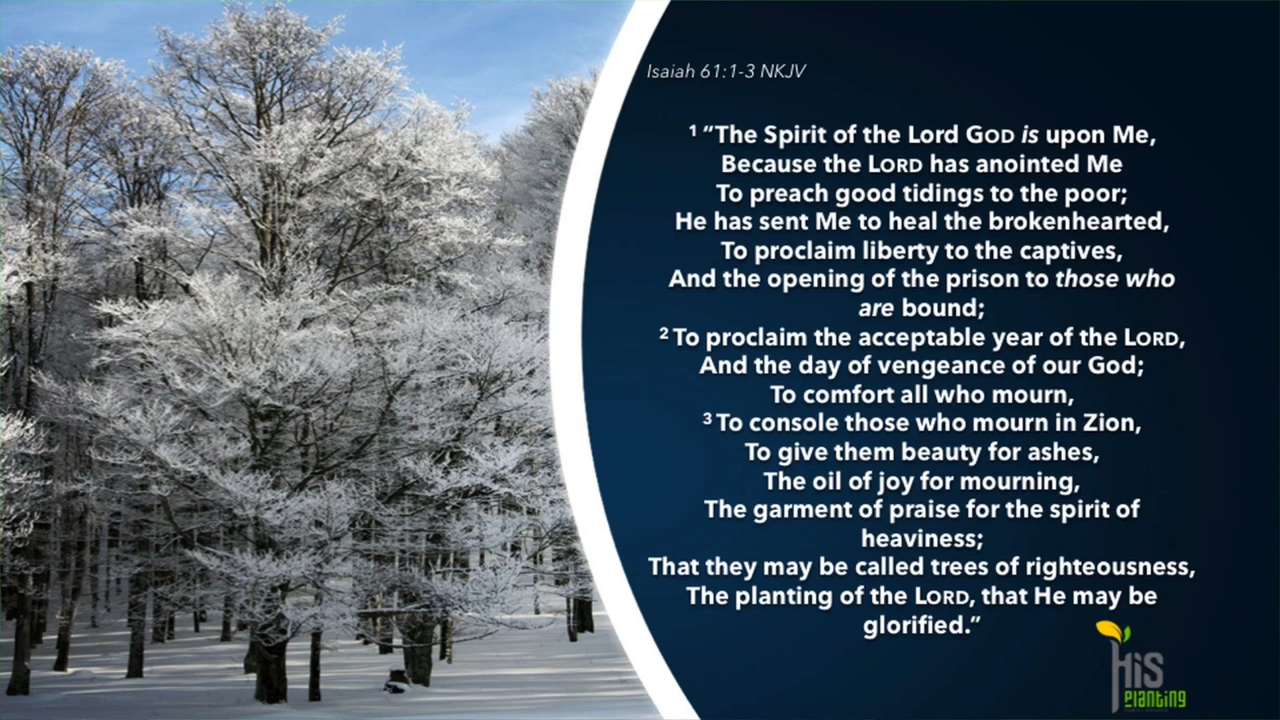 Isaiah 61:1-3 NKJV
1 “The Spirit of the Lord GOD is upon Me,
Because the LORD has anointed Me
To preach good tidings to the poor;
He has sent Me to heal the brokenhearted,
To proclaim liberty to the captives,
And the opening of the prison to those who
are bound;
2 To proclaim the acceptable year of the LORD,
And the day of vengeance of our God;
To comfort all who mourn,
3 To console those who mourn in Zion,
To give them beauty for ashes,
The oil of joy for mourning,
The garment of praise for the spirit of
heaviness;
That they may be called trees of righteousness,
The planting of the LORD, that He may be
glorified.”
HiS
Planting